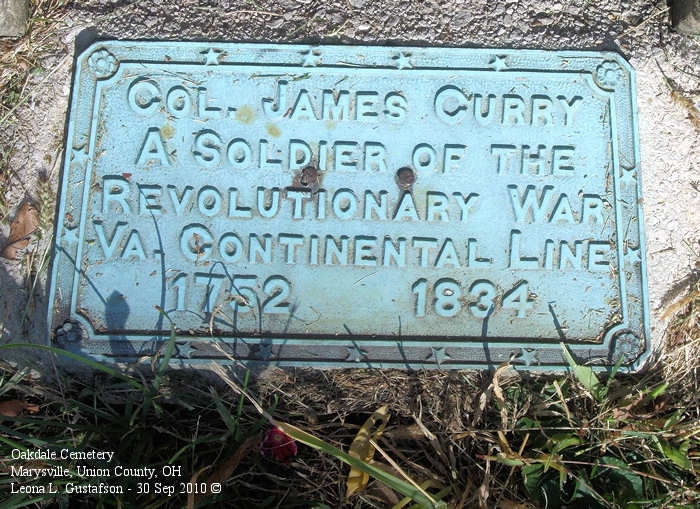 Col. James Curry
A Soldier of the
Revolutionary War
Va. Continental Line
1752 1834
Oakdale Cemetery
Marysville, Union County, OH
Leona L. Gustafson - 30 Sep 2010 ©